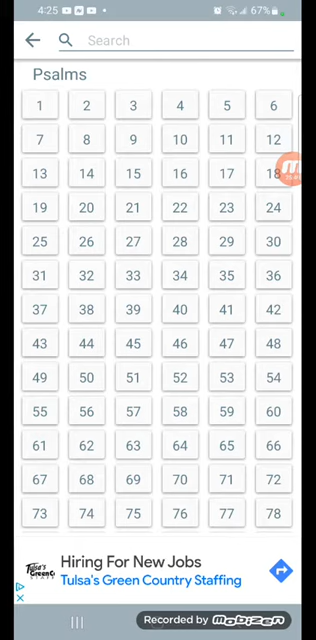 4:25
67%
Search
Psalms
1 2 3 4 5 6
7 8 9 10 11 12
13 14 15 16 17 18
19 20 21 22 23 24
25 26 27 28 29 30
31 32 33 34 35 36
37 38 39 40 41 42
43 44 45 46 47 48
49 50 51 52 53 54
55 56 57 58 59 60
61 62 63 64 65 66
67 68 69 70 71 72
73 74 75 76 77 78
Hiring For New Jobs
Tulsa's Green Country Staffing
Recorded by Mobizen